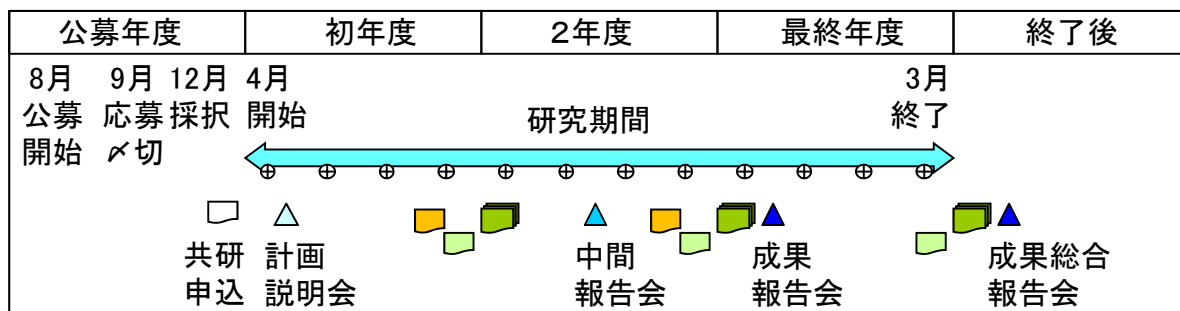 公募年度 初年度 2年度 最終年度 終了後
8月 9月 12月 4月 3月
公募 応募 採択 開始 研究期間 終了
開始 〆切
共研 計画 中間 成果 成果総合
申込 説明会 報告会 報告会 報告会